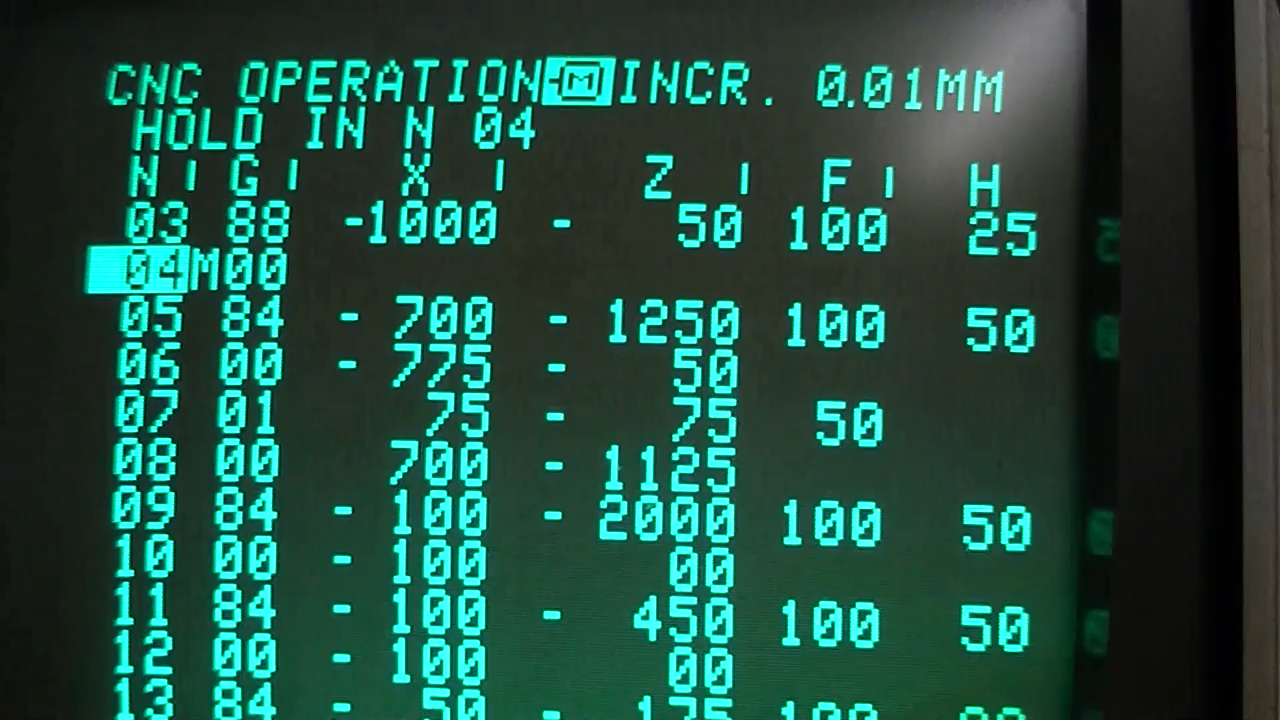 CNC OPERATION M INCR. 0.01MM
HOLD IN N 04
N | G | X | Z | F | H
03 88 -1000 - 50 100 25
04 M00
05 84 - 700 - 1250 100 50
06 00 - 775 - 50
07 01 75 - 75 50
08 00 700 - 1125
09 84 - 100 - 2000 100 50
10 00 - 100 00
11 84 - 100 - 450 100 50
12 00 - 100 00
13 84 - 50 - 175 100